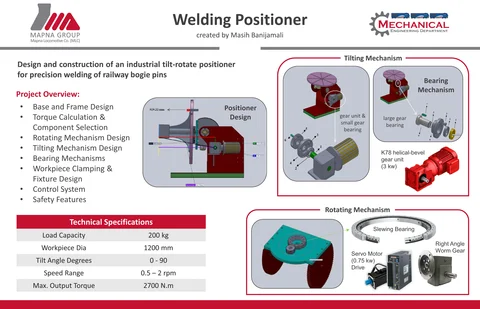 MAPNA GROUP
Mapna Locomotive Co. (MLC)
Welding Positioner
created by Masih Banijamali
MECHANICAL
ENGINEERING DEPARTMENT
Design and construction of an industrial tilt-rotate positioner
for precision welding of railway bogie pins
Project Overview:
• Base and Frame Design
• Torque Calculation &
Component Selection
• Rotating Mechanism Design
• Tilting Mechanism Design
• Bearing Mechanisms
• Workpiece Clamping &
Fixture Design
• Control System
• Safety Features
Positioner
Design
Tilting Mechanism
Bearing
Mechanism
gear unit &
small gear
bearing
large gear
bearing
K78 helical-bevel
gear unit
(3 kw)
Technical Specifications
Load Capacity 200 kg
Workpiece Dia 1200 mm
Tilt Angle Degrees 0 - 90
Speed Range 0.5 – 2 rpm
Max. Output Torque 2700 N.m
Rotating Mechanism
Slewing Bearing
Servo Motor
(0.75 kw)
Drive
Right Angle
Worm Gear